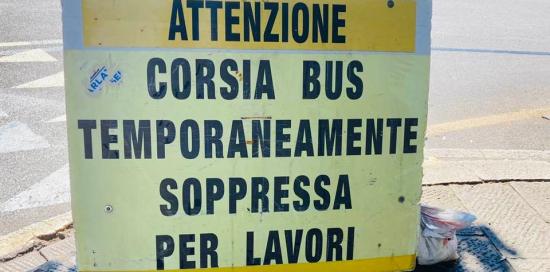 ATTENZIONE
CORSIA BUS
TEMPORANEAMENTE
SOPPRESSA
PER LAVORI